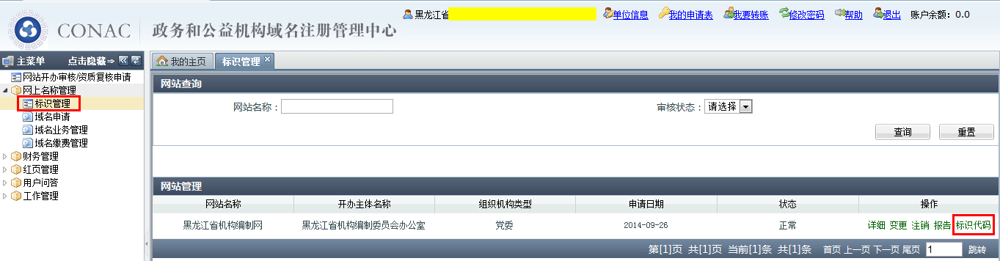 黑龙江省 单位信息 我的申请表 我要转账 修改密码 帮助 退出 账户余额：0.0
CONAC 政务和公益机构域名注册管理中心
主菜单 点击隐藏⇒
网站开办审核/资质复核申请
网上名称管理
标识管理
域名申请
域名业务管理
域名缴费管理
财务管理
红页管理
用户问答
工作管理
我的主页 标识管理
网站查询
网站名称： 审核状态： 请选择
查询 重置
网站管理
网站名称 开办主体名称 组织机构类型 申请日期 状态 操作
黑龙江省机构编制网 黑龙江省机构编制委员会办公室 党委 2014-09-26 正常 详细 变更 注销 报告 标识代码
第[1]页 共[1]页 当前[1]条 共[1]条 首页 上一页 下一页 尾页 1 跳转